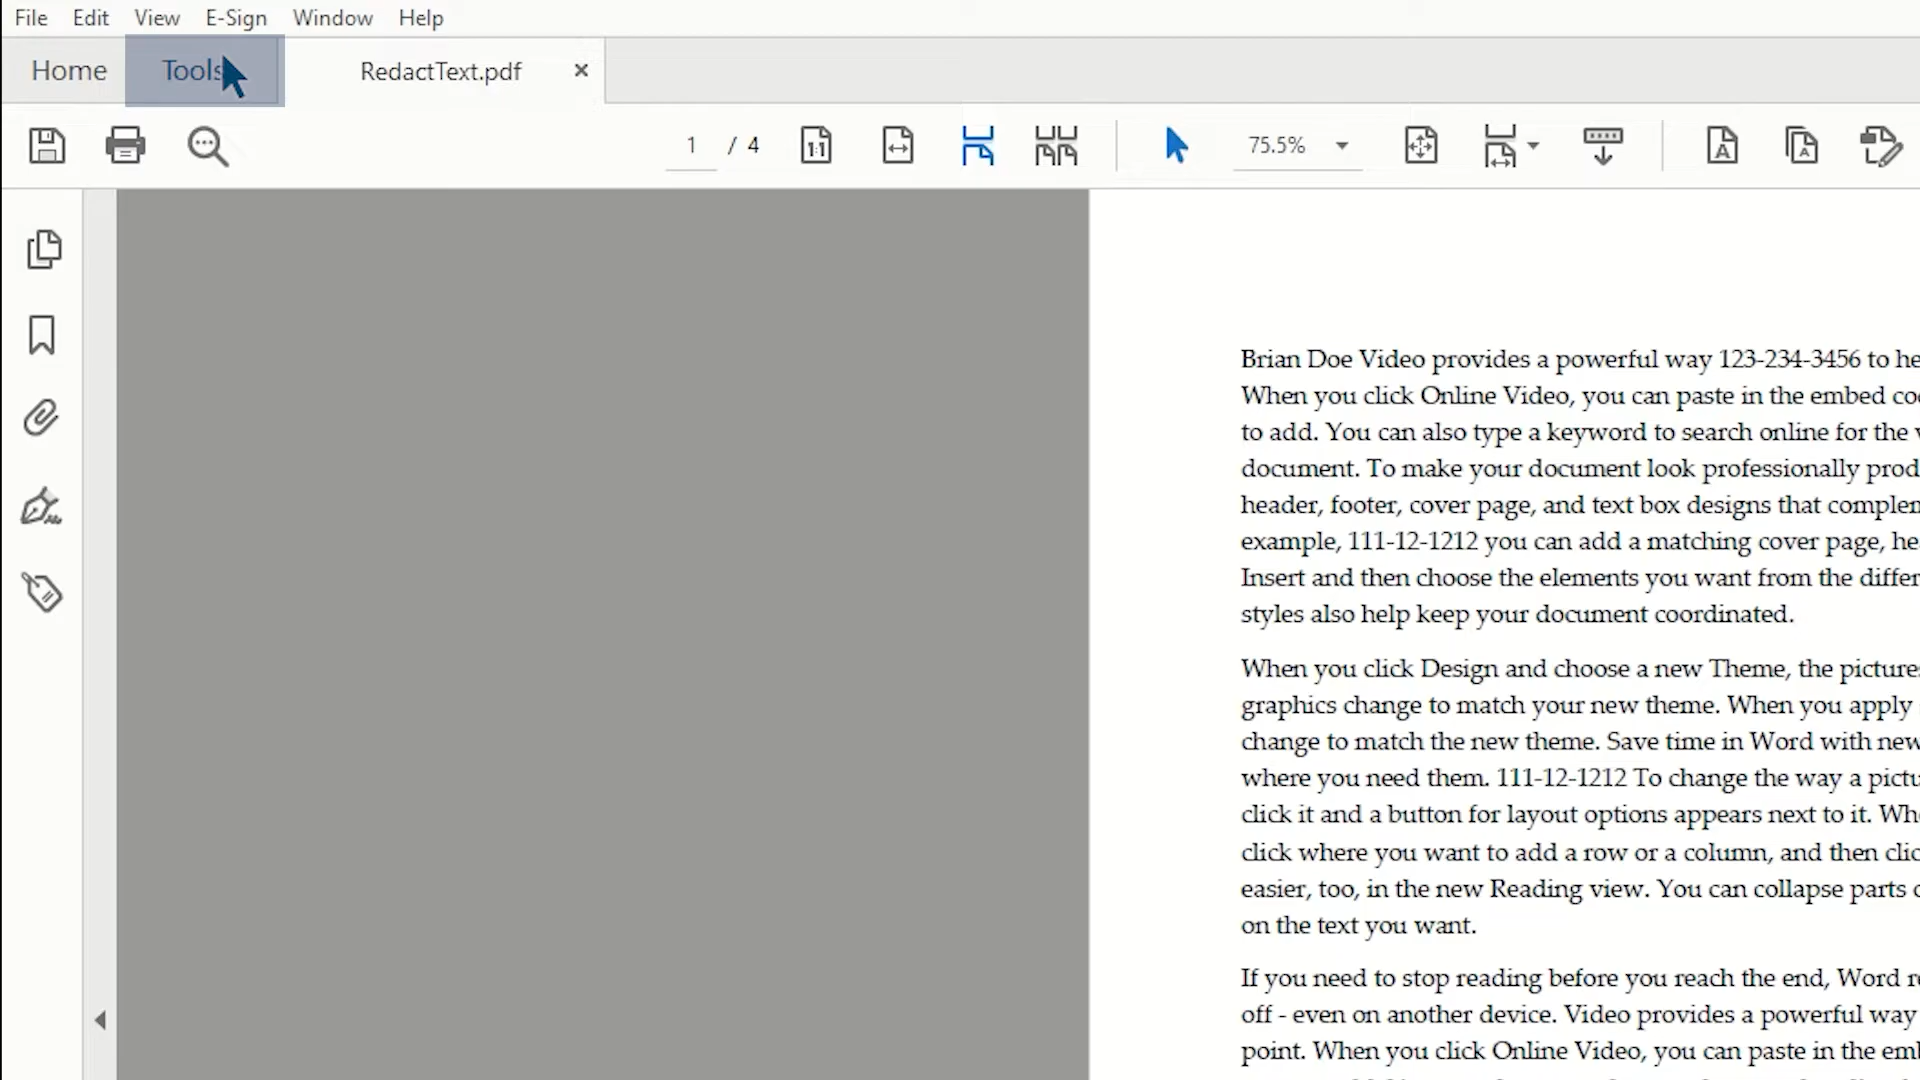 File Edit View E-Sign Window Help
Home Tools RedactText.pdf
1 / 4 75.5%
Brian Doe Video provides a powerful way 123-234-3456 to he
When you click Online Video, you can paste in the embed co
to add. You can also type a keyword to search online for the v
document. To make your document look professionally prod
header, footer, cover page, and text box designs that complem
example, 111-12-1212 you can add a matching cover page, he
Insert and then choose the elements you want from the differ
styles also help keep your document coordinated.
When you click Design and choose a new Theme, the pictures
graphics change to match your new theme. When you apply
change to match the new theme. Save time in Word with new
where you need them. 111-12-1212 To change the way a pictu
click it and a button for layout options appears next to it. Wh
click where you want to add a row or a column, and then clic
easier, too, in the new Reading view. You can collapse parts o
on the text you want.
If you need to stop reading before you reach the end, Word re
off - even on another device. Video provides a powerful way
point. When you click Online Video, you can paste in the emb